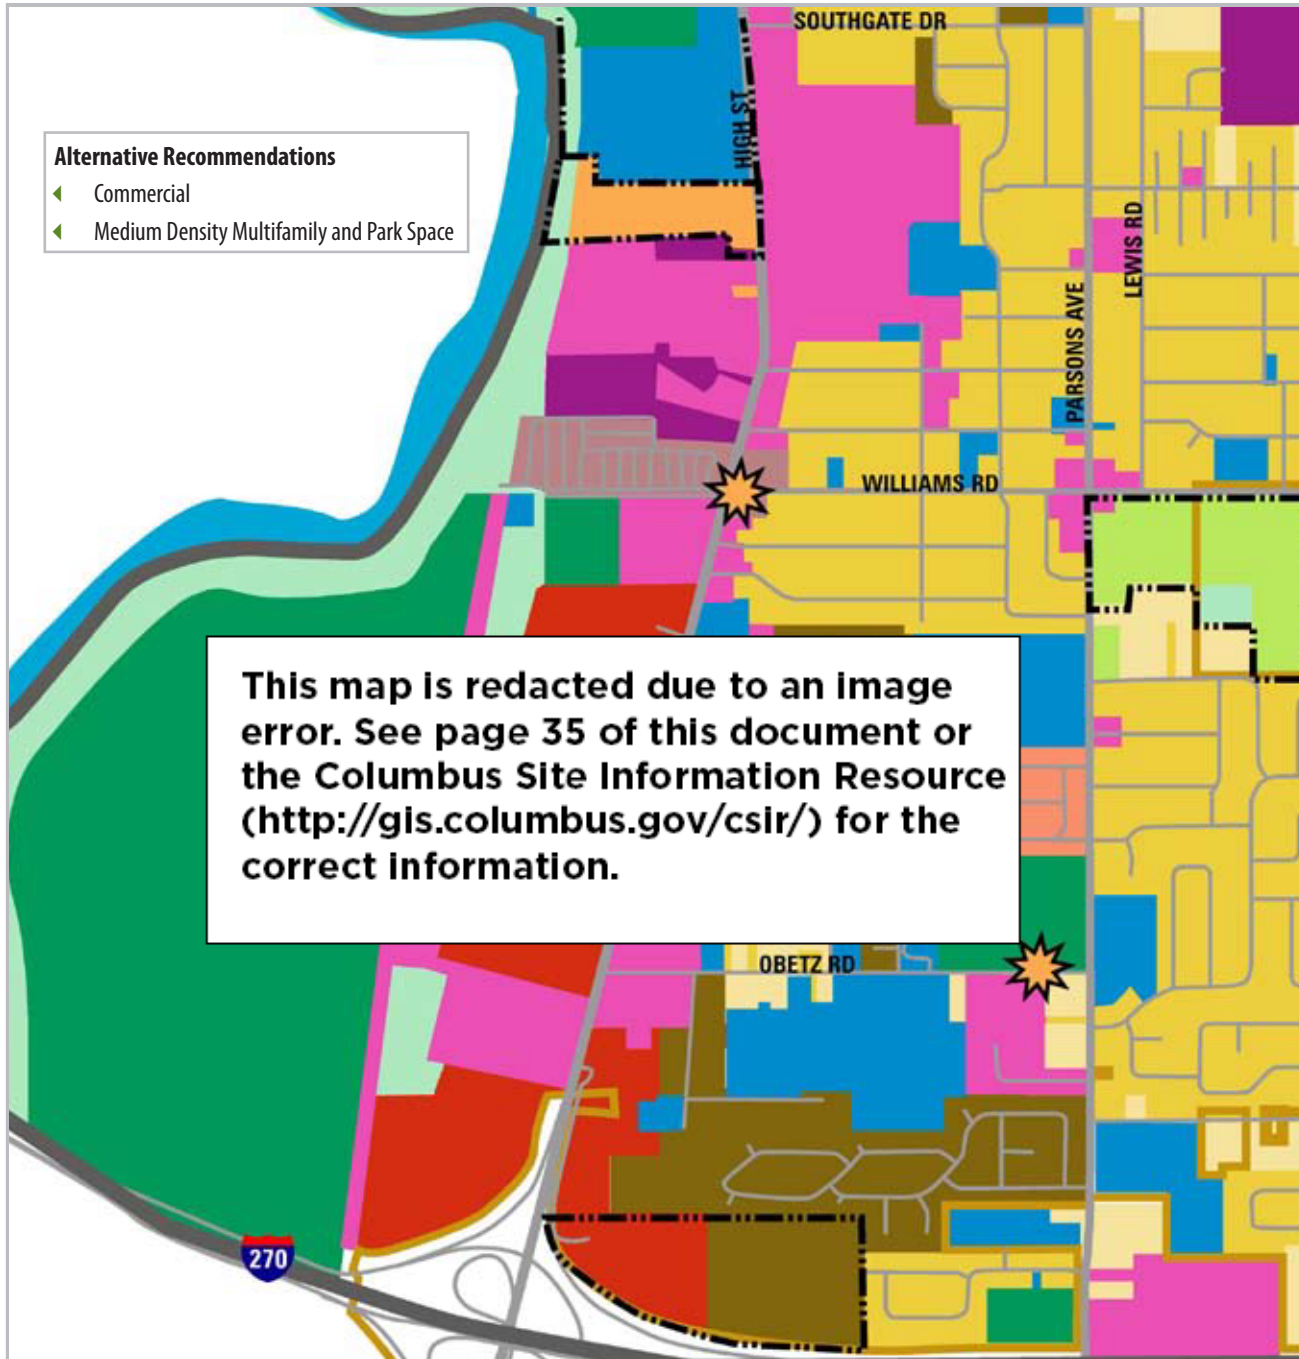 SOUTHGATE DR
HIGH ST
Alternative Recommendations
Commercial
Medium Density Multifamily and Park Space
LEWIS RD
PARSONS AVE
WILLIAMS RD
This map is redacted due to an image
error. See page 35 of this document or
the Columbus Site Information Resource
(http://gis.columbus.gov/csir/) for the
correct information.
OBETZ RD
270